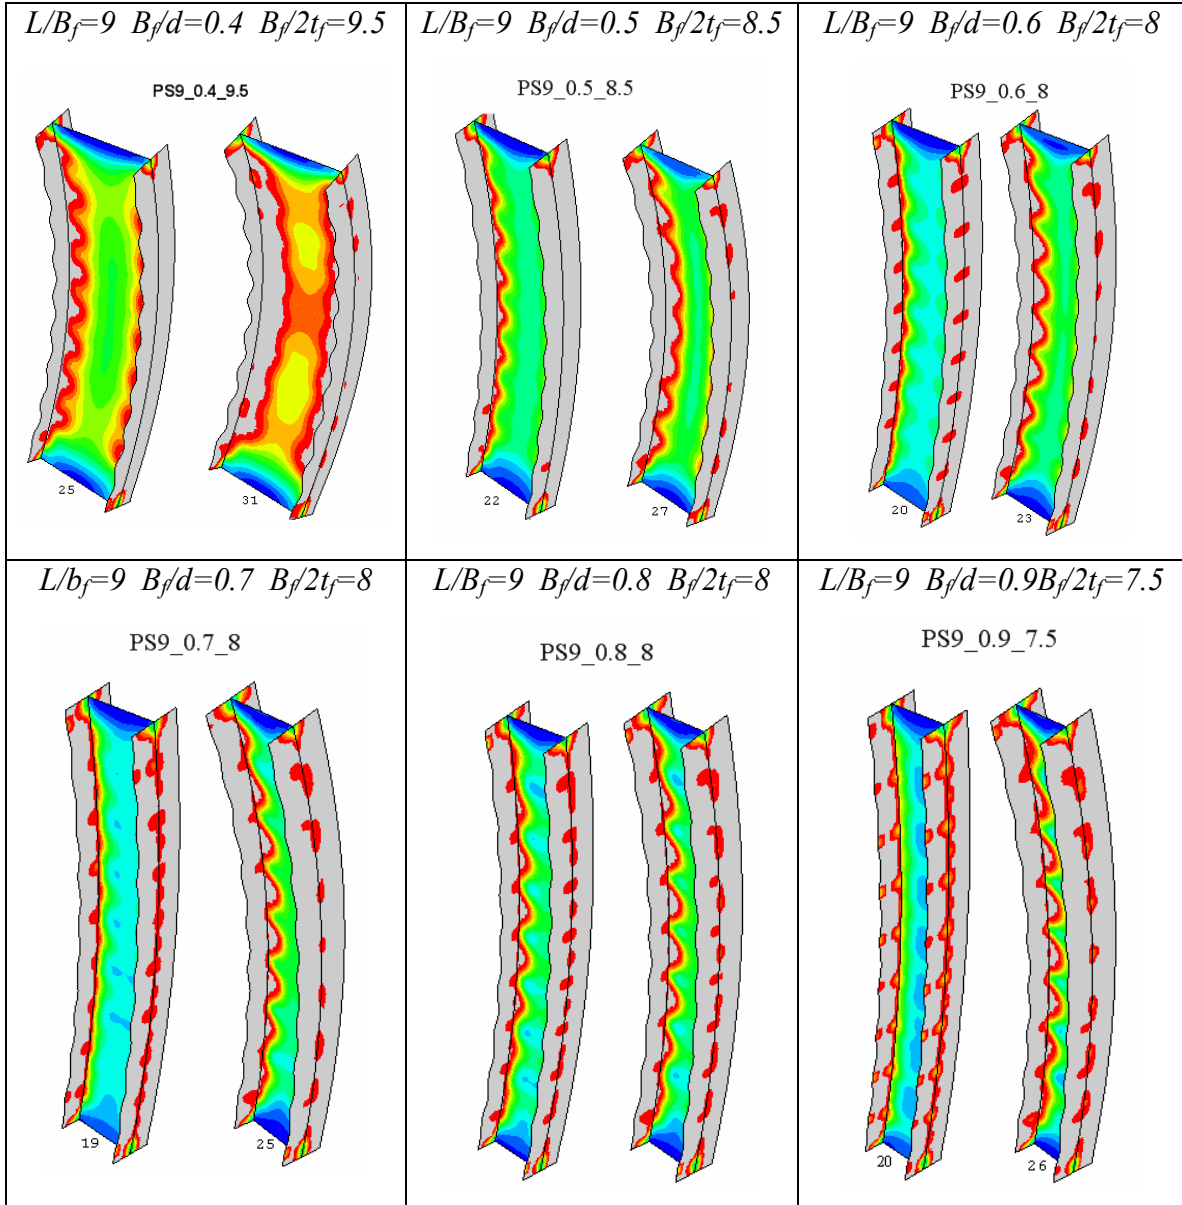 L/Bf=9 Bf/d=0.4 Bf/2tf=9.5
PS9_0.4_9.5
25
31
L/Bf=9 Bf/d=0.5 Bf/2tf=8.5
PS9_0.5_8.5
22
27
L/Bf=9 Bf/d=0.6 Bf/2tf=8
PS9_0.6_8
20
23
L/bf=9 Bf/d=0.7 Bf/2tf=8
PS9_0.7_8
19
25
L/Bf=9 Bf/d=0.8 Bf/2tf=8
PS9_0.8_8
L/Bf=9 Bf/d=0.9Bf/2tf=7.5
PS9_0.9_7.5
20
26